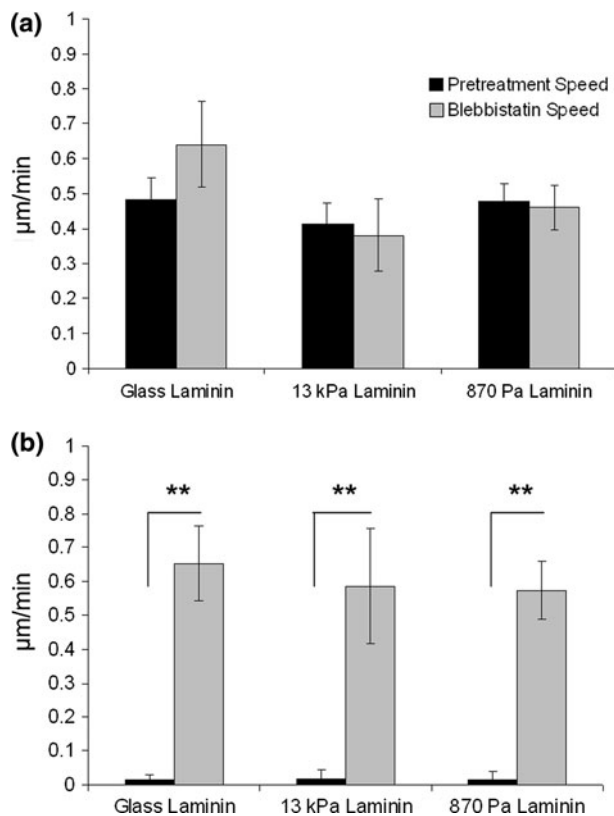 (a)
1
0.9
0.8
0.7
0.6
0.5
0.4
0.3
0.2
0.1
0
µm/min
Pretreatment Speed
Blebbistatin Speed
Glass Laminin
13 kPa Laminin
870 Pa Laminin
(b)
1
0.9
0.8
0.7
0.6
0.5
0.4
0.3
0.2
0.1
0
µm/min
**
**
**
Glass Laminin
13 kPa Laminin
870 Pa Laminin